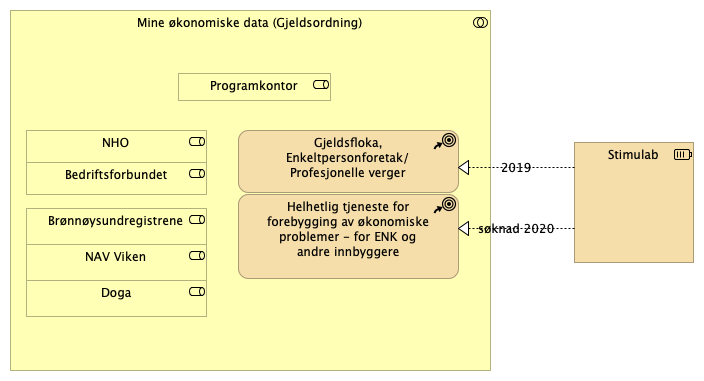 Mine økonomiske data (Gjeldsordning)
Programkontor
NHO
Bedriftsforbundet
Brønnøysundregistrene
NAV Viken
Doga
Gjeldsfloka,
Enkeltpersonforetak/
Profesjonelle verger
Helhetlig tjeneste for
forebygging av økonomiske
problemer - for ENK og
andre innbyggere
2019
søknad 2020
Stimulab